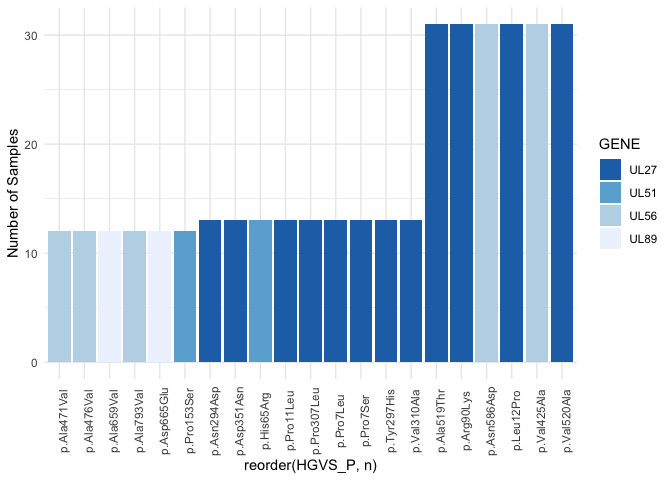 Number of Samples
30
20
10
0
p.Ala471Val
p.Ala476Val
p.Ala659Val
p.Ala793Val
p.Asp665Glu
p.Pro153Ser
p.Asn294Asp
p.Asp351Asn
p.His65Arg
p.Pro11Leu
p.Pro307Leu
p.Pro7Leu
p.Pro7Ser
p.Tyr297His
p.Val310Ala
p.Ala519Thr
p.Arg90Lys
p.Asn586Asp
p.Leu12Pro
p.Val425Ala
p.Val520Ala
reorder(HGVS_P, n)
GENE
UL27
UL51
UL56
UL89